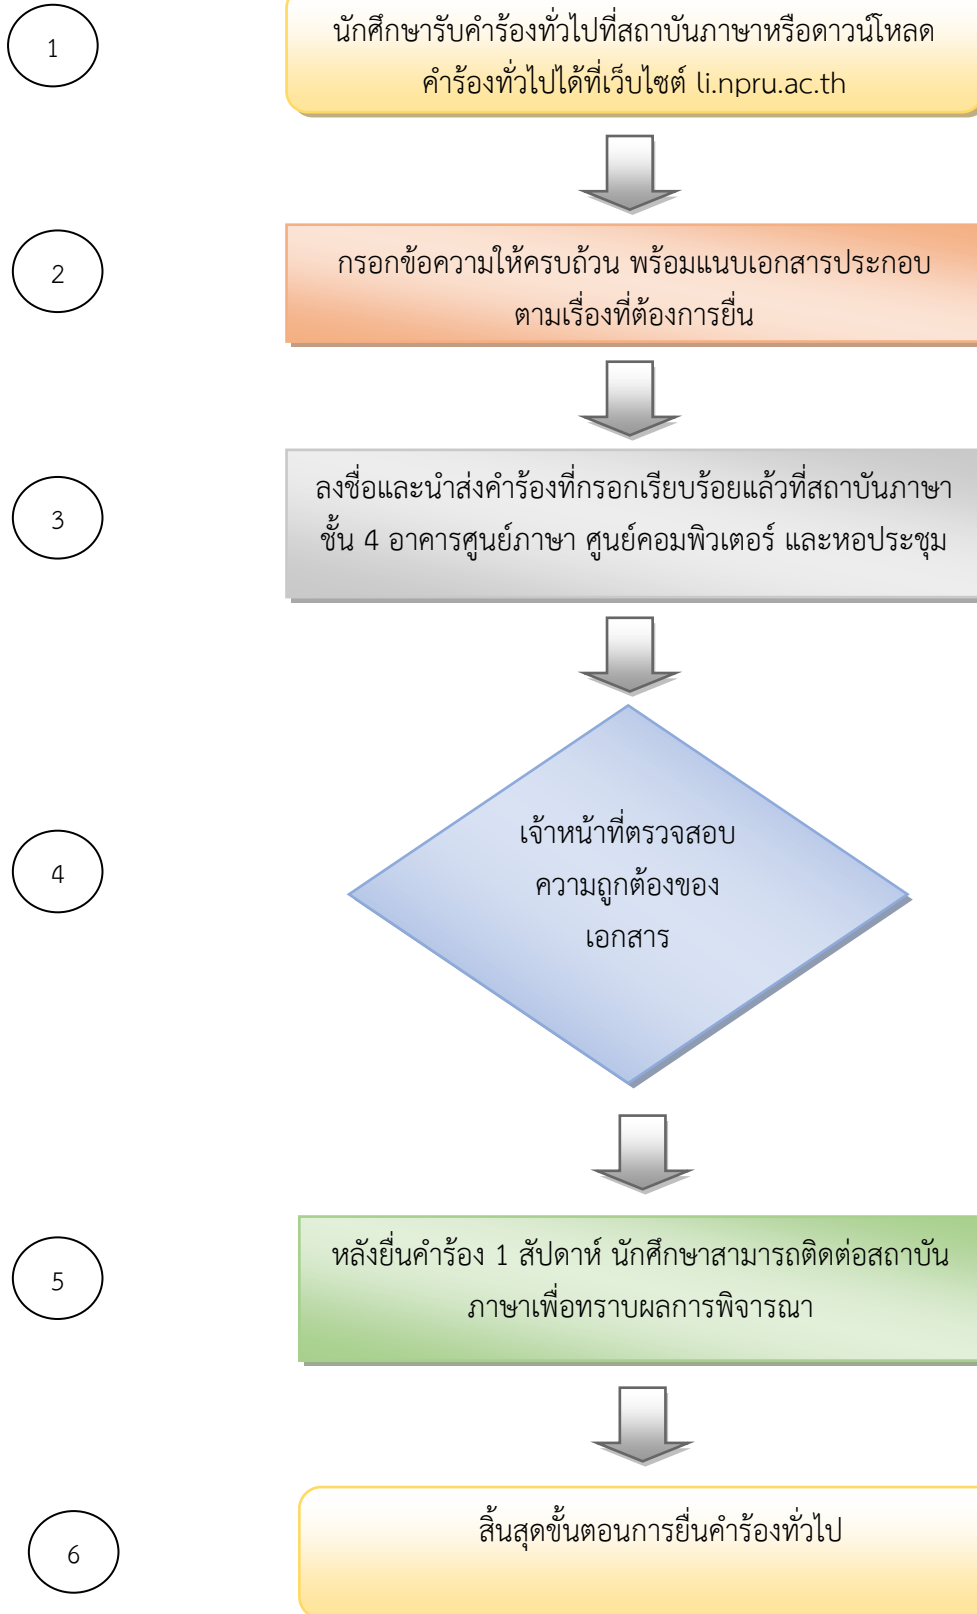 1
นักศึกษารับคำร้องทั่วไปที่สถาบันภาษาหรือดาวน์โหลด
คำร้องทั่วไปได้ที่เว็บไซต์ li.npru.ac.th
2
กรอกข้อความให้ครบถ้วน พร้อมแนบเอกสารประกอบ
ตามเรื่องที่ต้องการยื่น
3
ลงชื่อและนำส่งคำร้องที่กรอกเรียบร้อยแล้วที่สถาบันภาษา
ชั้น 4 อาคารศูนย์ภาษา ศูนย์คอมพิวเตอร์ และหอประชุม
4
เจ้าหน้าที่ตรวจสอบ
ความถูกต้องของ
เอกสาร
5
หลังยื่นคำร้อง 1 สัปดาห์ นักศึกษาสามารถติดต่อสถาบัน
ภาษาเพื่อทราบผลการพิจารณา
6
สิ้นสุดขั้นตอนการยื่นคำร้องทั่วไป